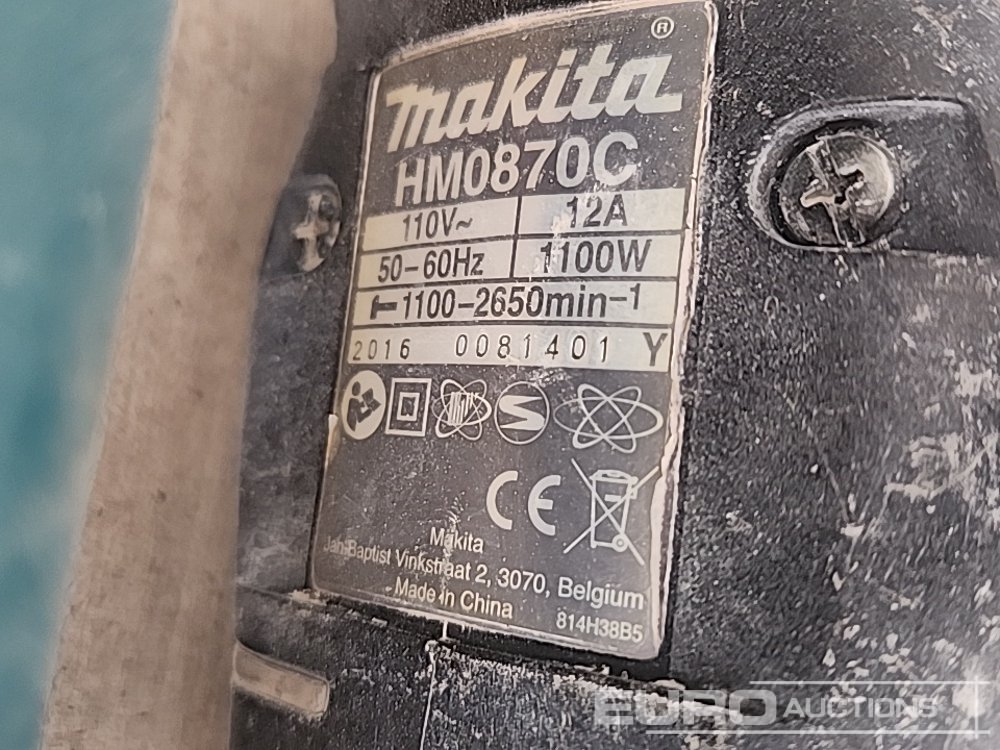 makita®
HM0870C
110V~ 12A
50-60Hz 1100W
1100-2650min-1
2016 0081401 Y
S
CE
Makita
Jan-Baptist Vinkstraat 2, 3070, Belgium
Made in China 814H38B5
EURO AUCTIONS